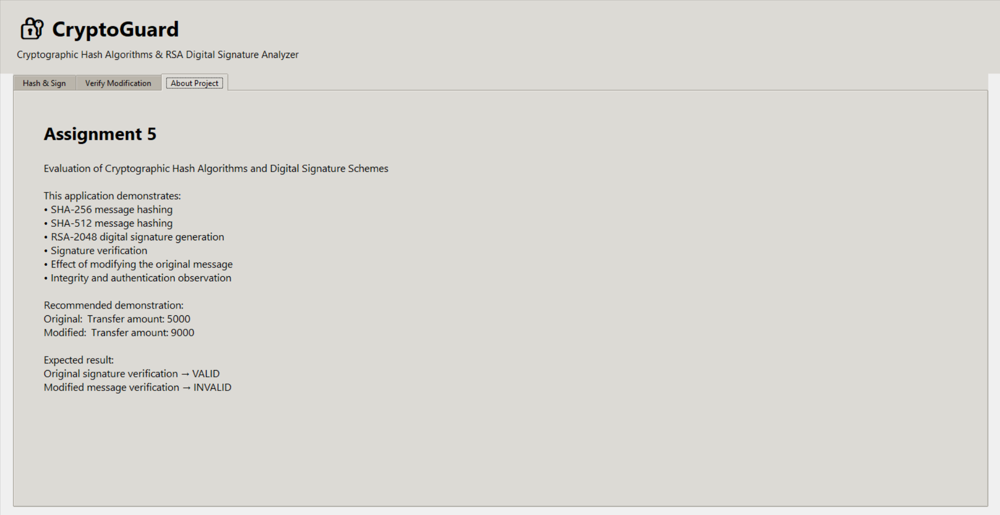 CryptoGuard
Cryptographic Hash Algorithms & RSA Digital Signature Analyzer
Hash & Sign
Verify Modification
About Project
Assignment 5
Evaluation of Cryptographic Hash Algorithms and Digital Signature Schemes
This application demonstrates:
• SHA-256 message hashing
• SHA-512 message hashing
• RSA-2048 digital signature generation
• Signature verification
• Effect of modifying the original message
• Integrity and authentication observation
Recommended demonstration:
Original:  Transfer amount: 5000
Modified:  Transfer amount: 9000
Expected result:
Original signature verification → VALID
Modified message verification → INVALID